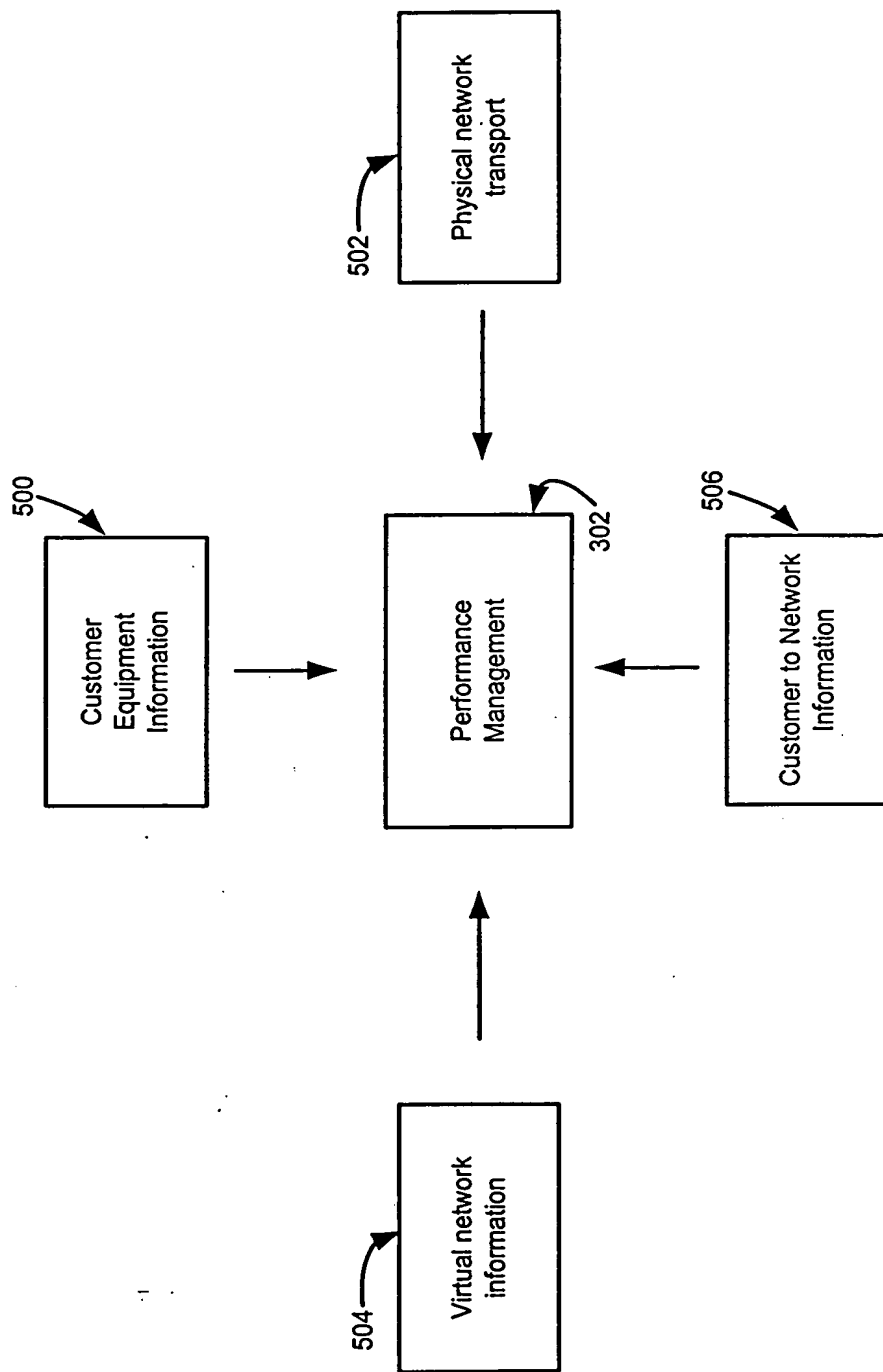 500
Customer
Equipment
Information
504
Virtual network
information
Performance
Management
302
502
Physical network
transport
506
Customer to Network
Information